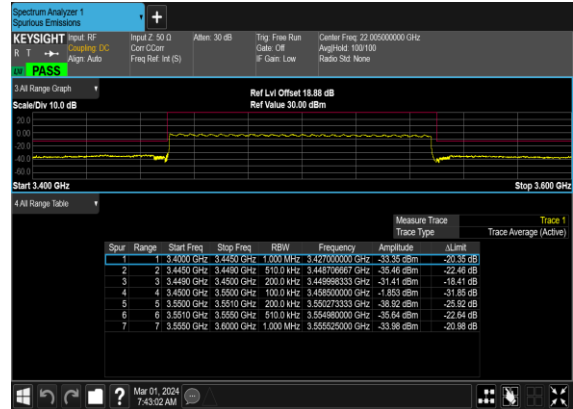 Spectrum Analyzer 1
Spurious Emissions
KEYSIGHT Input: RF Input Z: 50 Ω Atten: 30 dB Trig: Free Run Center Freq: 22.005000000 GHz
R T Coupling: DC Corr CCorr Gate: Off Avg|Hold: 100/100
Align: Auto Freq Ref: Int (S) IF Gain: Low Radio Std: None
PASS
3 All Range Graph
Ref Lvl Offset 18.88 dB
Scale/Div 10.0 dB Ref Value 30.00 dBm
20.0
0.00
-20.0
-40.0
-60.0
Start 3.400 GHz Stop 3.600 GHz
4 All Range Table
Measure Trace Trace 1
Trace Type Trace Average (Active)
Spur Range Start Freq Stop Freq RBW Frequency Amplitude ΔLimit
1 1 3.4000 GHz 3.4450 GHz 1.000 MHz 3.427000000 GHz -33.35 dBm -20.35 dB
2 2 3.4450 GHz 3.4490 GHz 510.0 kHz 3.448706667 GHz -35.46 dBm -22.46 dB
3 3 3.4490 GHz 3.4500 GHz 200.0 kHz 3.449998333 GHz -31.41 dBm -18.41 dB
4 4 3.4500 GHz 3.5500 GHz 100.0 kHz 3.458500000 GHz -1.853 dBm -31.85 dB
5 5 3.5500 GHz 3.5510 GHz 200.0 kHz 3.550273333 GHz -38.92 dBm -25.92 dB
6 6 3.5510 GHz 3.5550 GHz 510.0 kHz 3.554980000 GHz -35.64 dBm -22.64 dB
7 7 3.5550 GHz 3.6000 GHz 1.000 MHz 3.555525000 GHz -33.98 dBm -20.98 dB
Mar 01, 2024
7:43:02 AM